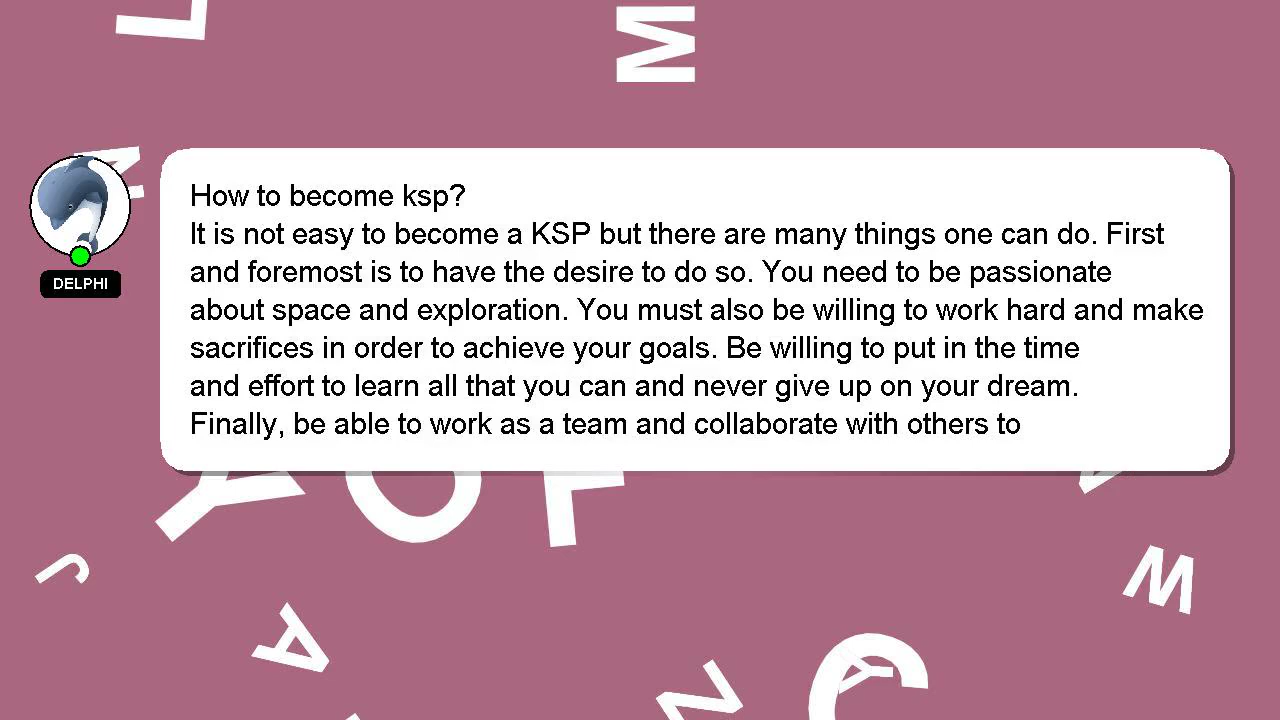 L
M
A
DELPHI
How to become ksp?
It is not easy to become a KSP but there are many things one can do. First
and foremost is to have the desire to do so. You need to be passionate
about space and exploration. You must also be willing to work hard and make
sacrifices in order to achieve your goals. Be willing to put in the time
and effort to learn all that you can and never give up on your dream.
Finally, be able to work as a team and collaborate with others to
Y
O
J
W
A
N
C
A